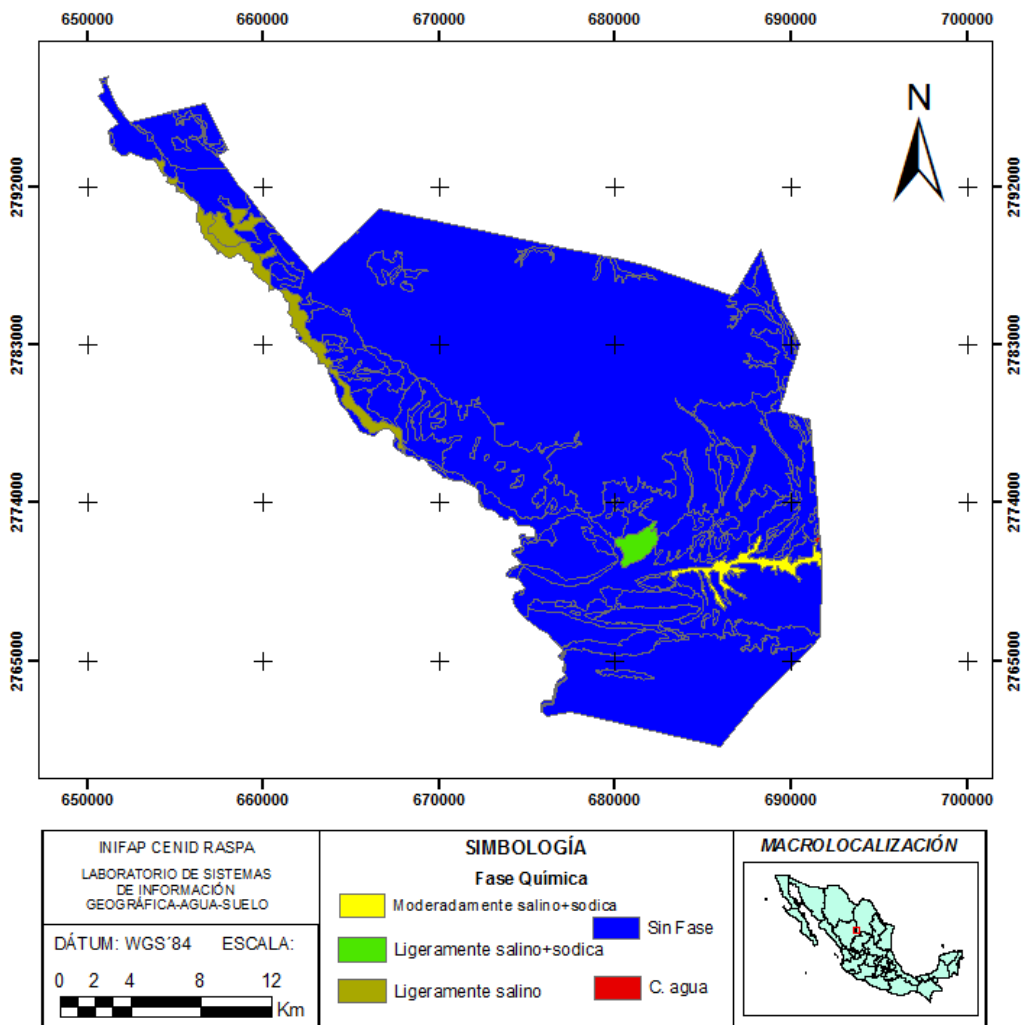 650000 660000 670000 680000 690000 700000
N
2792000 2792000
2783000 2783000
2774000 2774000
2765000 2765000
650000 660000 670000 680000 690000 700000
INIFAP CENID RASPA
LABORATORIO DE SISTEMAS
DE INFORMACIÓN
GEOGRÁFICA-AGUA-SUELO
DÁTUM: WGS´84 ESCALA:
0 2 4 8 12
Km
SIMBOLOGÍA
Fase Química
Moderadamente salino+sodica
Ligeramente salino+sodica
Ligeramente salino
Sin Fase
C. agua
MACROLOCALIZACIÓN